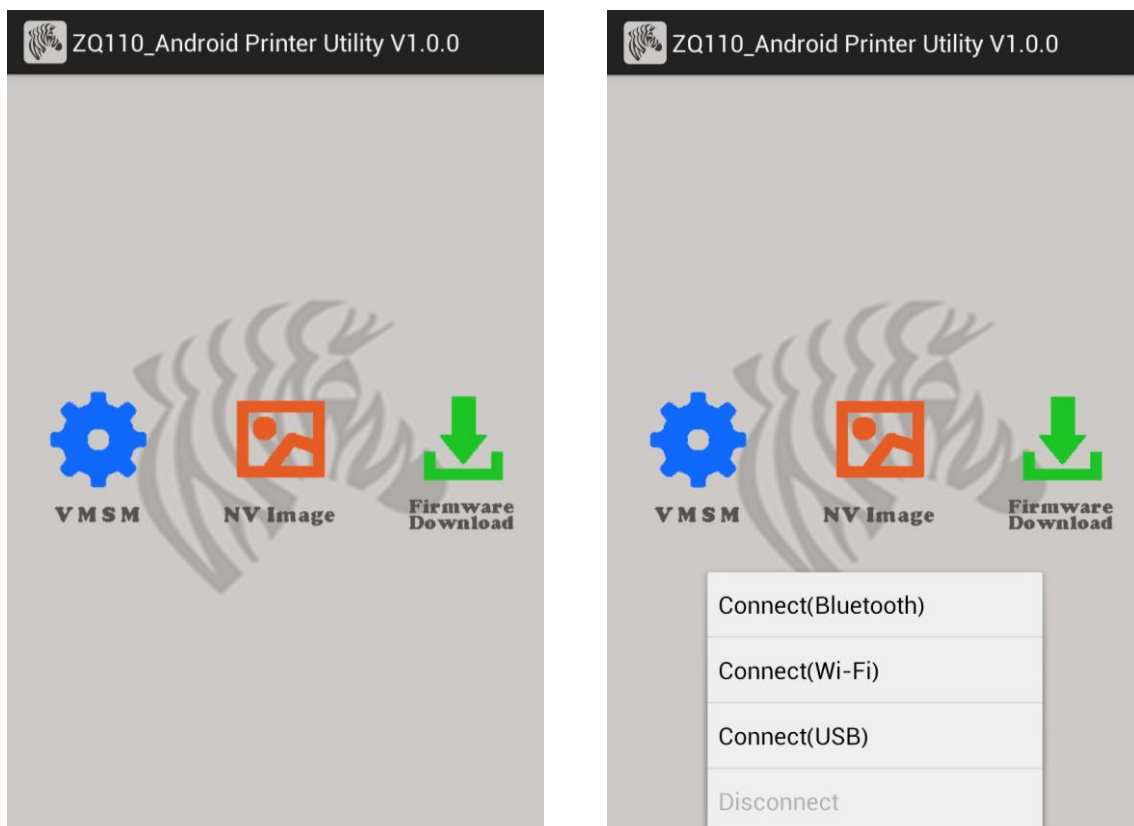 ZQ110_Android Printer Utility V1.0.0
VMSM
NV Image
Firmware
Download
ZQ110_Android Printer Utility V1.0.0
VMSM
NV Image
Firmware
Download
Connect(Bluetooth)
Connect(Wi-Fi)
Connect(USB)
Disconnect